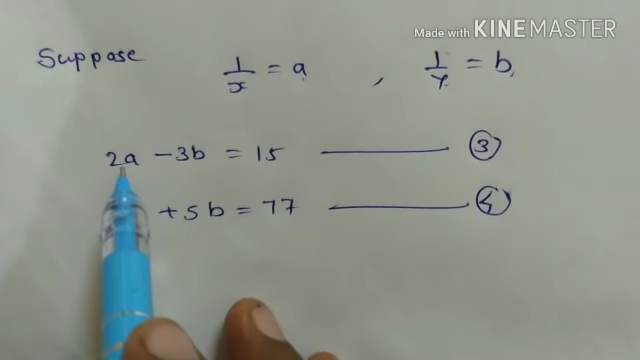 Made with KINEMASTER
Suppose 1/x = a , 1/y = b
2a - 3b = 15 ③
+ 5b = 77 ④